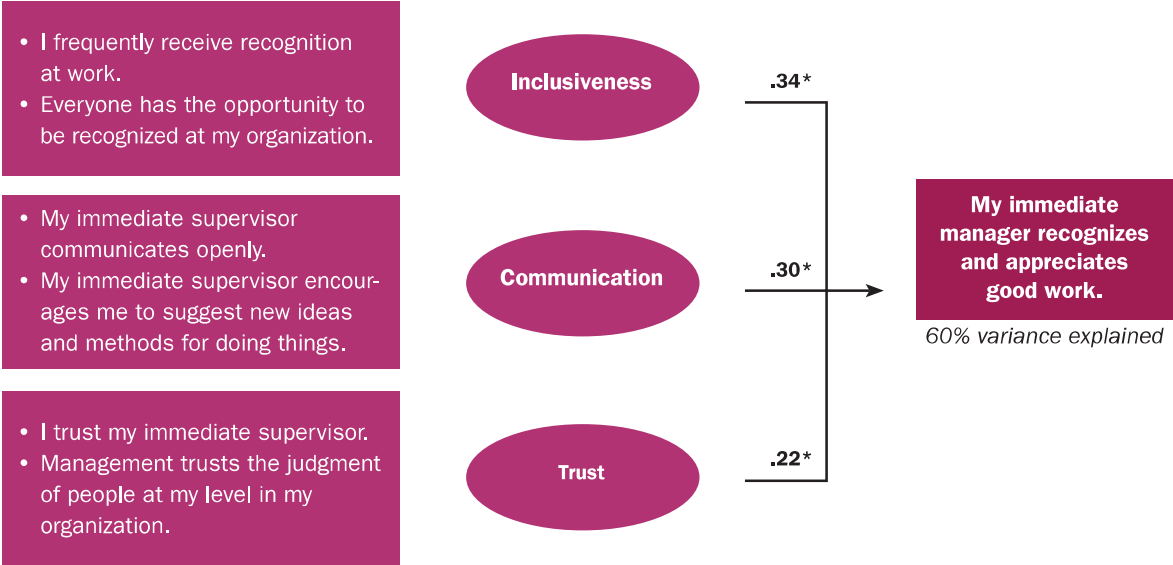 • I frequently receive recognition
at work.
• Everyone has the opportunity to
be recognized at my organization.
Inclusiveness
.34*
• My immediate supervisor
communicates openly.
• My immediate supervisor encour-
ages me to suggest new ideas
and methods for doing things.
Communication
.30*
• I trust my immediate supervisor.
• Management trusts the judgment
of people at my level in my
organization.
Trust
.22*
My immediate
manager recognizes
and appreciates
good work.
60% variance explained